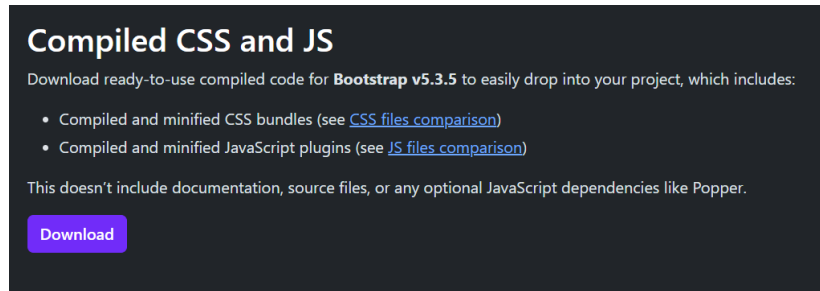 Compiled CSS and JS
Download ready-to-use compiled code for Bootstrap v5.3.5 to easily drop into your project, which includes:
• Compiled and minified CSS bundles (see CSS files comparison)
• Compiled and minified JavaScript plugins (see JS files comparison)
This doesn’t include documentation, source files, or any optional JavaScript dependencies like Popper.
Download